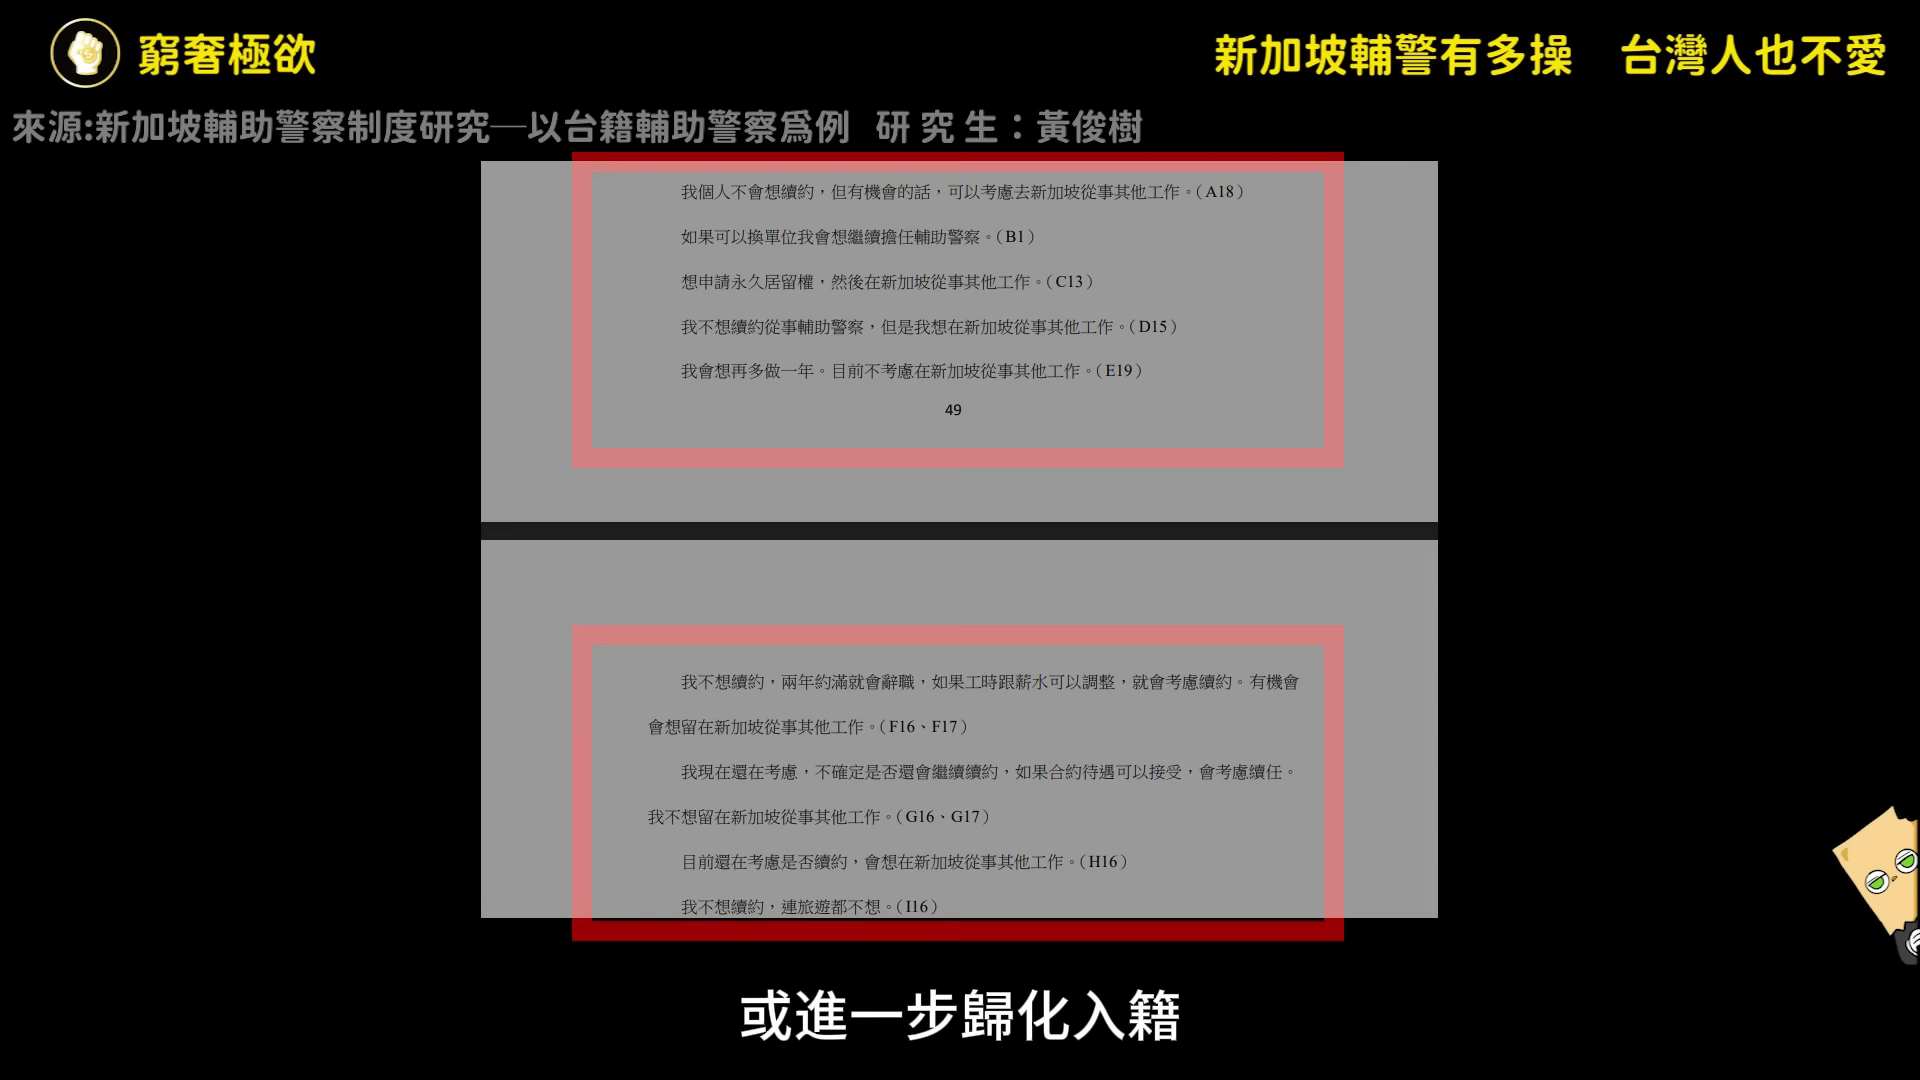 窮奢極欲
新加坡輔警有多操 台灣人也不愛
來源:新加坡輔助警察制度研究─以台籍輔助警察為例 研 究 生：黃俊樹
我個人不會想續約，但有機會的話，可以考慮去新加坡從事其他工作。（A18）
如果可以換單位我會想繼續擔任輔助警察。（B1）
想申請永久居留權，然後在新加坡從事其他工作。（C13）
我不想續約從事輔助警察，但是我想在新加坡從事其他工作。（D15）
我會想再多做一年。目前不考慮在新加坡從事其他工作。（E19）
49
我不想續約，兩年約滿就會辭職，如果工時跟薪水可以調整，就會考慮續約。有機會
會想留在新加坡從事其他工作。（F16、F17）
我現在還在考慮，不確定是否還會繼續續約，如果合約待遇可以接受，會考慮續任。
我不想留在新加坡從事其他工作。（G16、G17）
目前還在考慮是否續約，會想在新加坡從事其他工作。（H16）
我不想續約，連旅遊都不想。（I16）
或進一步歸化入籍